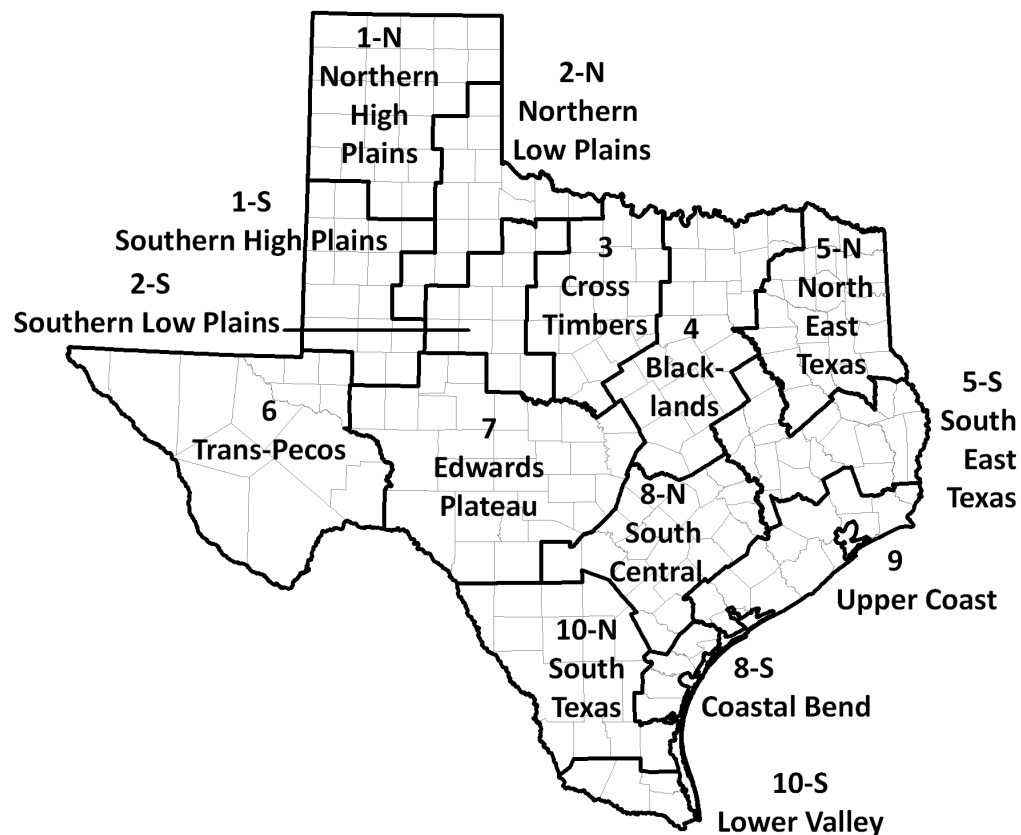 1-N
Northern
High
Plains
2-N
Northern
Low Plains
1-S
Southern High Plains
2-S
Southern Low Plains
3
Cross
Timbers
4
Black-
lands
5-N
North
East
Texas
5-S
South
East
Texas
6
Trans-Pecos
7
Edwards
Plateau
8-N
South
Central
9
Upper Coast
10-N
South
Texas
8-S
Coastal Bend
10-S
Lower Valley